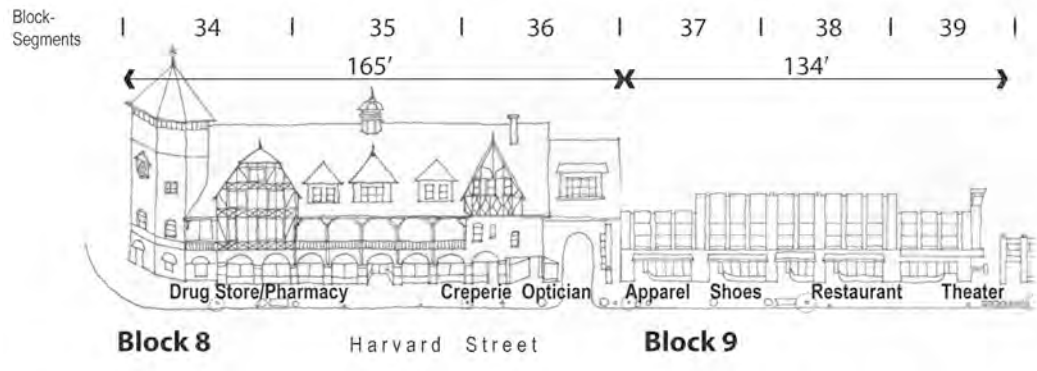 Block-
Segments
34 35 36 37 38 39
165′ 134′
Drug Store/Pharmacy Creperie Optician Apparel Shoes Restaurant Theater
Block 8 Harvard Street Block 9